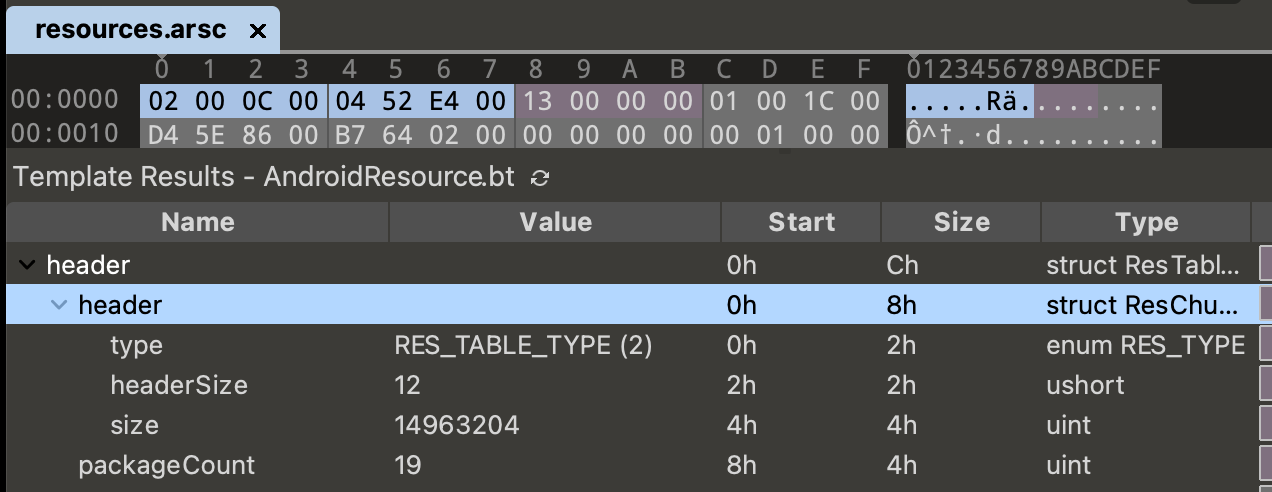 resources.arsc ×
0 1 2 3 4 5 6 7 8 9 A B C D E F 0123456789ABCDEF
00:0000 02 00 0C 00 04 52 E4 00 13 00 00 00 01 00 1C 00 .....Rä.........
00:0010 D4 5E 86 00 B7 64 02 00 00 00 01 00 00 00 Ô^†.·d..........
Template Results - AndroidResource.bt
Name Value Start Size Type
header 0h Ch struct ResTabl...
header 0h 8h struct ResChu...
type RES_TABLE_TYPE (2) 0h 2h enum RES_TYPE
headerSize 12 2h 2h ushort
size 14963204 4h 4h uint
packageCount 19 8h 4h uint